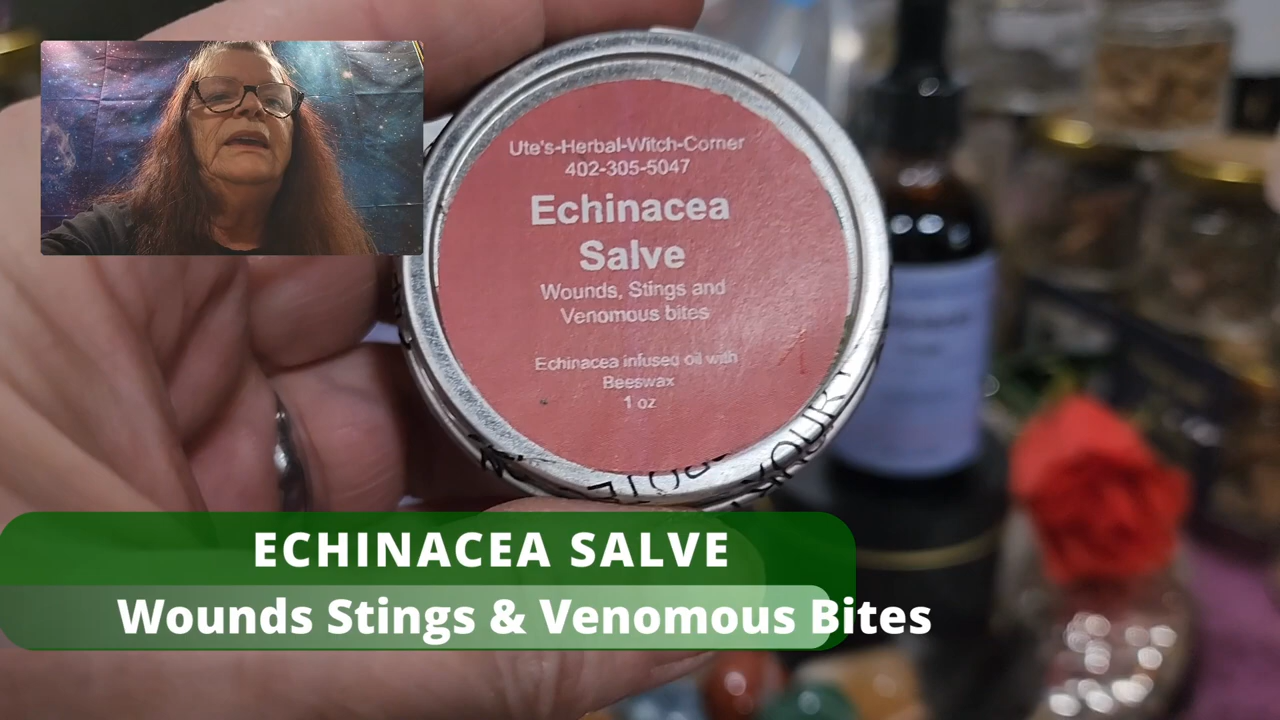 Ute's-Herbal-Witch-Corner
402-305-5047
Echinacea
Salve
Wounds, Stings and
Venomous bites
Echinacea infused oil with
Beeswax
1 oz
YOUR
ECHINACEA SALVE
Wounds Stings & Venomous Bites